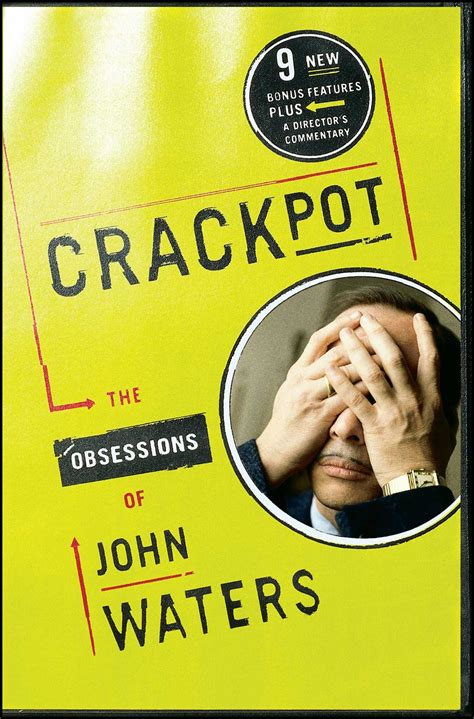 9 NEW
BONUS FEATURES
PLUS
A DIRECTOR'S
COMMENTARY
CRACKPOT
THE
OBSESSIONS
OF
JOHN
WATERS